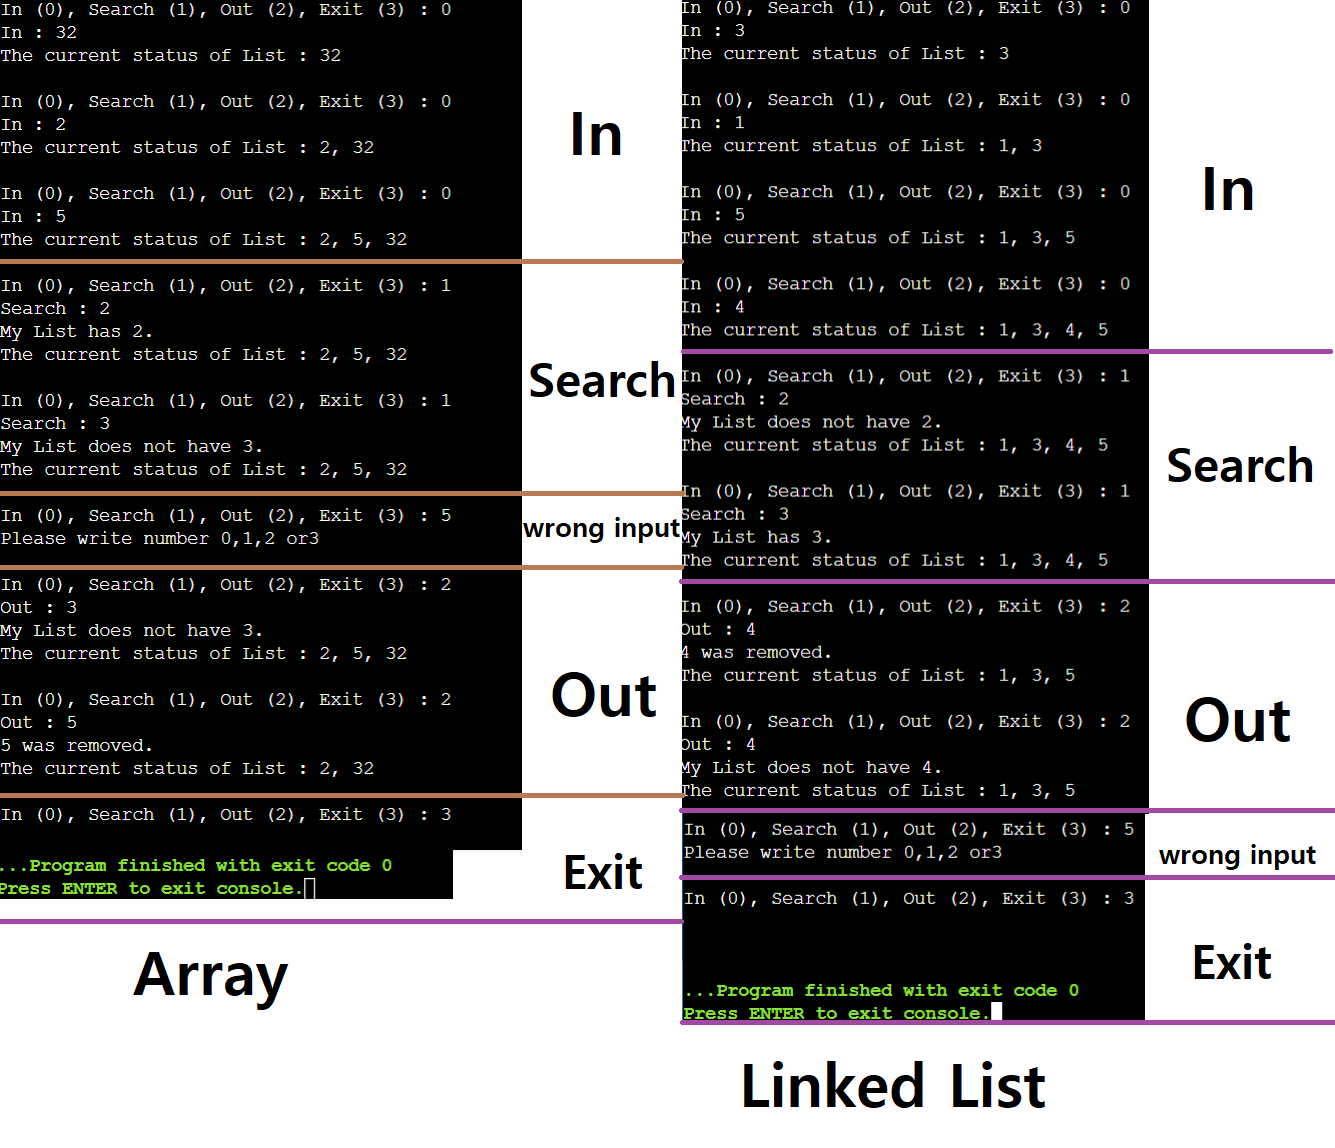 In (0), Search (1), Out (2), Exit (3) : 0
In : 32
The current status of List : 32
In (0), Search (1), Out (2), Exit (3) : 0
In : 2
The current status of List : 2, 32
In (0), Search (1), Out (2), Exit (3) : 0
In : 5
The current status of List : 2, 5, 32
In
In (0), Search (1), Out (2), Exit (3) : 1
Search : 2
My List has 2.
The current status of List : 2, 5, 32
In (0), Search (1), Out (2), Exit (3) : 1
Search : 3
My List does not have 3.
The current status of List : 2, 5, 32
Search
In (0), Search (1), Out (2), Exit (3) : 5
Please write number 0,1,2 or3
wrong input
In (0), Search (1), Out (2), Exit (3) : 2
Out : 3
My List does not have 3.
The current status of List : 2, 5, 32
In (0), Search (1), Out (2), Exit (3) : 2
Out : 5
5 was removed.
The current status of List : 2, 32
Out
In (0), Search (1), Out (2), Exit (3) : 3
...Program finished with exit code 0
Press ENTER to exit console.
Exit
Array
In (0), Search (1), Out (2), Exit (3) : 0
In : 3
The current status of List : 3
In (0), Search (1), Out (2), Exit (3) : 0
In : 1
The current status of List : 1, 3
In (0), Search (1), Out (2), Exit (3) : 0
In : 5
The current status of List : 1, 3, 5
In (0), Search (1), Out (2), Exit (3) : 0
In : 4
The current status of List : 1, 3, 4, 5
In
In (0), Search (1), Out (2), Exit (3) : 1
Search : 2
My List does not have 2.
The current status of List : 1, 3, 4, 5
In (0), Search (1), Out (2), Exit (3) : 1
Search : 3
My List has 3.
The current status of List : 1, 3, 4, 5
Search
In (0), Search (1), Out (2), Exit (3) : 2
Out : 4
4 was removed.
The current status of List : 1, 3, 5
In (0), Search (1), Out (2), Exit (3) : 2
Out : 4
My List does not have 4.
The current status of List : 1, 3, 5
Out
In (0), Search (1), Out (2), Exit (3) : 5
Please write number 0,1,2 or3
wrong input
In (0), Search (1), Out (2), Exit (3) : 3
...Program finished with exit code 0
Press ENTER to exit console.
Exit
Linked List